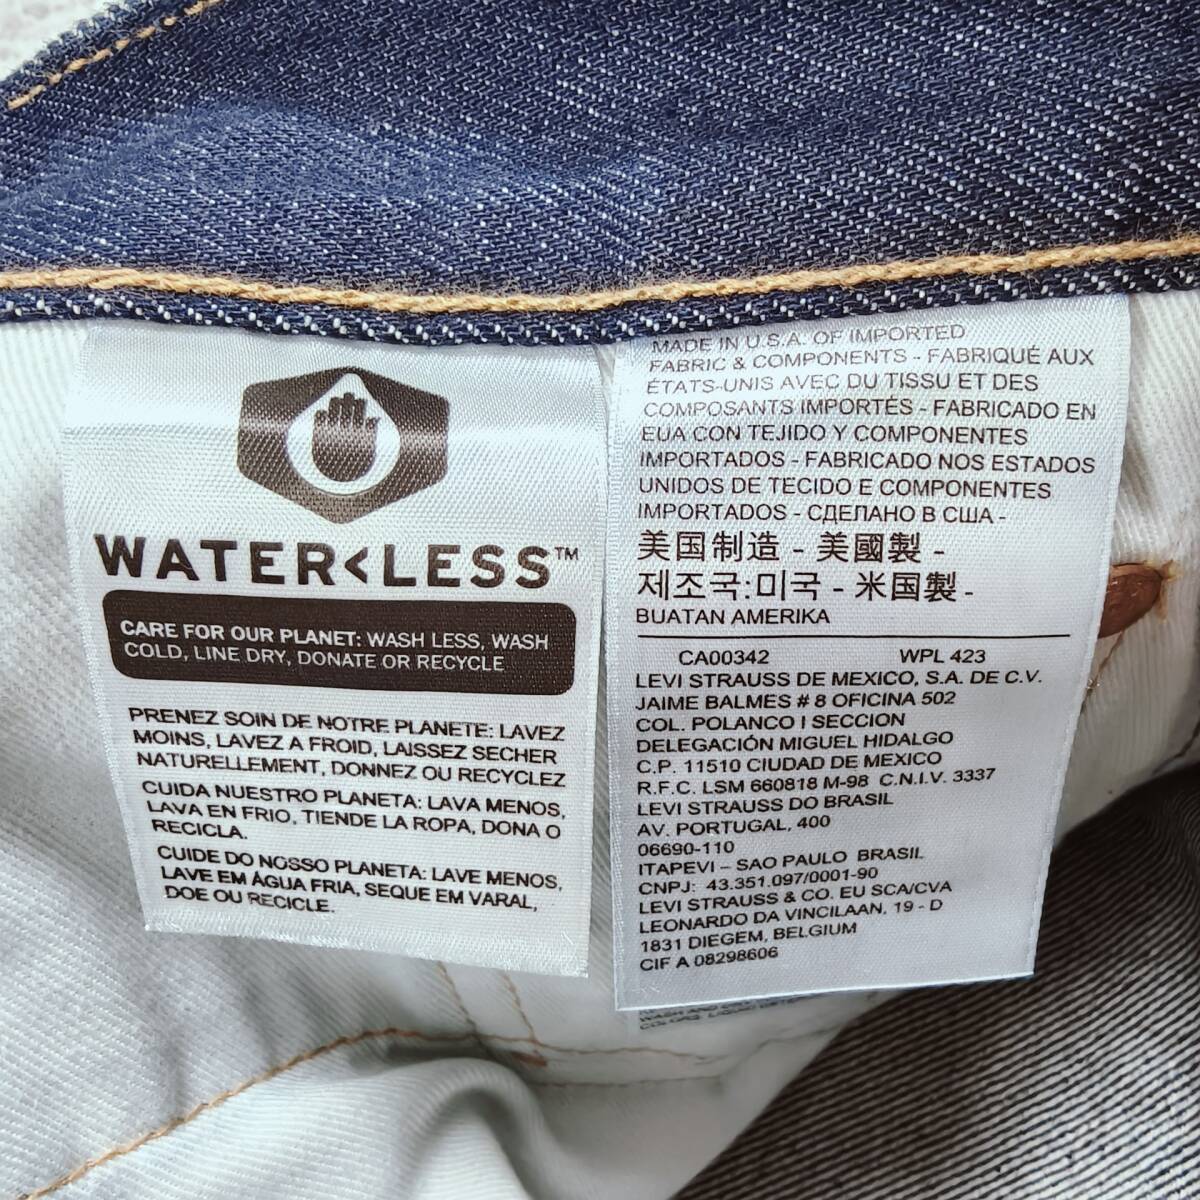 WATER<LESS™
CARE FOR OUR PLANET: WASH LESS, WASH
COLD, LINE DRY, DONATE OR RECYCLE
PRENEZ SOIN DE NOTRE PLANETE: LAVEZ
MOINS, LAVEZ A FROID, LAISSEZ SECHER
NATURELLEMENT, DONNEZ OU RECYCLEZ
CUIDA NUESTRO PLANETA: LAVA MENOS,
LAVA EN FRIO, TIENDE LA ROPA, DONA O
RECICLA.
CUIDE DO NOSSO PLANETA: LAVE MENOS,
LAVE EM ÁGUA FRIA, SEQUE EM VARAL,
DOE OU RECICLE.
MADE IN U.S.A. OF IMPORTED
FABRIC & COMPONENTS - FABRIQUÉ AUX
ÉTATS-UNIS AVEC DU TISSU ET DES
COMPOSANTS IMPORTÉS - FABRICADO EN
EUA CON TEJIDO Y COMPONENTES
IMPORTADOS - FABRICADO NOS ESTADOS
UNIDOS DE TECIDO E COMPONENTES
IMPORTADOS - СДЕЛАНО В США -
美国制造 - 美國製 -
제조국:미국 - 米国製 -
BUATAN AMERIKA
CA00342 WPL 423
LEVI STRAUSS DE MEXICO, S.A. DE C.V.
JAIME BALMES # 8 OFICINA 502
COL. POLANCO I SECCION
DELEGACIÓN MIGUEL HIDALGO
C.P. 11510 CIUDAD DE MEXICO
R.F.C. LSM 660818 M-98 C.N.I.V. 3337
LEVI STRAUSS DO BRASIL
AV. PORTUGAL, 400
06690-110
ITAPEVI – SAO PAULO BRASIL
CNPJ: 43.351.097/0001-90
LEVI STRAUSS & CO. EU SCA/CVA
LEONARDO DA VINCILAAN, 19 - D
1831 DIEGEM, BELGIUM
CIF A 08298606